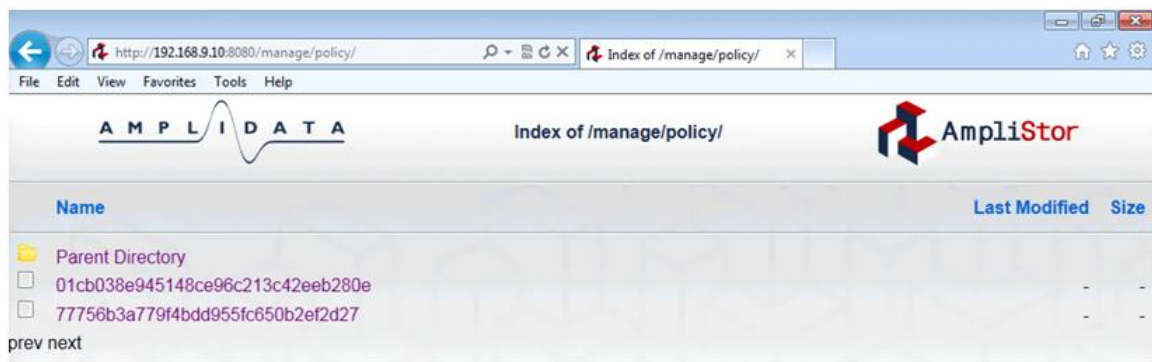 http://192.168.9.10:8080/manage/policy/
Index of /manage/policy/
File Edit View Favorites Tools Help
AMPLIDATA
Index of /manage/policy/
AmpliStor
Name Last Modified Size
Parent Directory
01cb038e945148ce96c213c42eeb280e - -
77756b3a779f4bdd955fc650b2ef2d27 - -
prev next